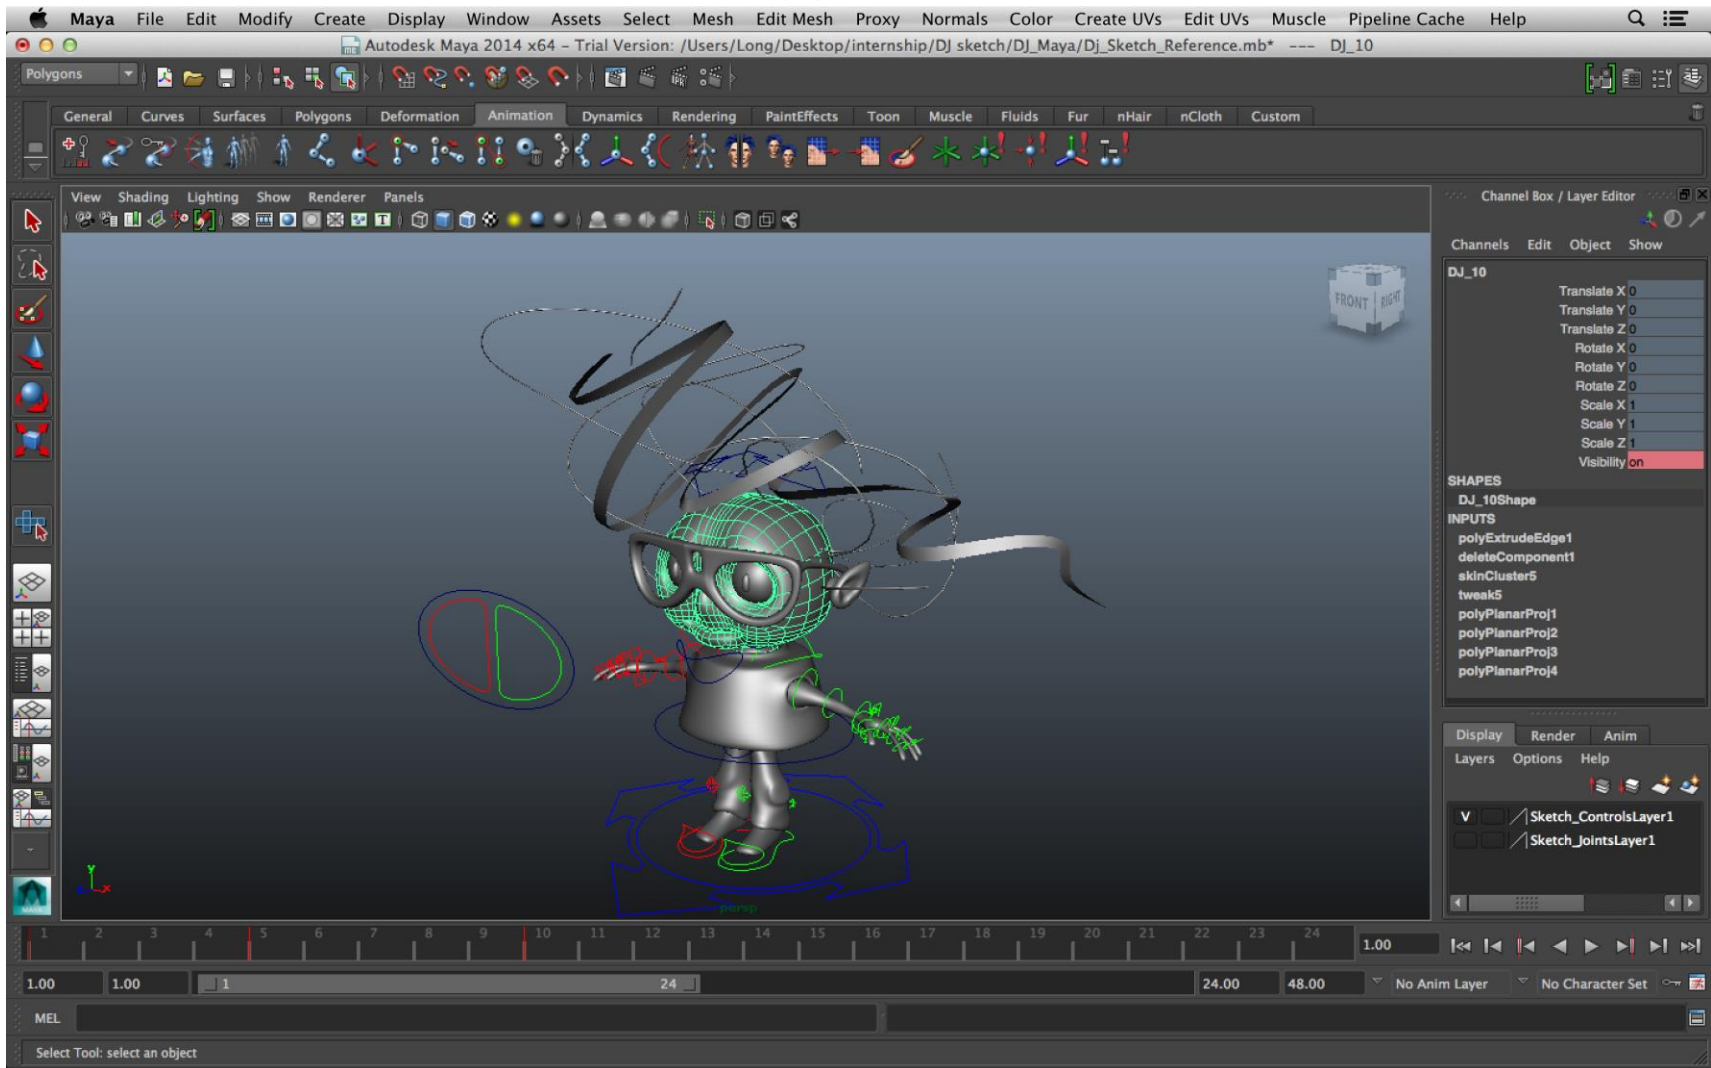 Maya File Edit Modify Create Display Window Assets Select Mesh Edit Mesh Proxy Normals Color Create UVs Edit UVs Muscle Pipeline Cache Help
Autodesk Maya 2014 x64 – Trial Version: /Users/Long/Desktop/internship/DJ sketch/DJ_Maya/Dj_Sketch_Reference.mb* --- DJ_10
Polygons
General Curves Surfaces Polygons Deformation Animation Dynamics Rendering PaintEffects Toon Muscle Fluids Fur nHair nCloth Custom
View Shading Lighting Show Renderer Panels
Channel Box / Layer Editor
Channels Edit Object Show
DJ_10
Translate X 0
Translate Y 0
Translate Z 0
Rotate X 0
Rotate Y 0
Rotate Z 0
Scale X 1
Scale Y 1
Scale Z 1
Visibility on
SHAPES
DJ_10Shape
INPUTS
polyExtrudeEdge1
deleteComponent1
skinCluster5
tweak5
polyPlanarProj1
polyPlanarProj2
polyPlanarProj3
polyPlanarProj4
FRONT RIGHT
y
z x
persp
Display Render Anim
Layers Options Help
V Sketch_ControlsLayer1
Sketch_JointsLayer1
1 2 3 4 5 6 7 8 9 10 11 12 13 14 15 16 17 18 19 20 21 22 23 24
1.00
1.00 1.00 1 24 24.00 48.00 No Anim Layer No Character Set
MEL
Select Tool: select an object